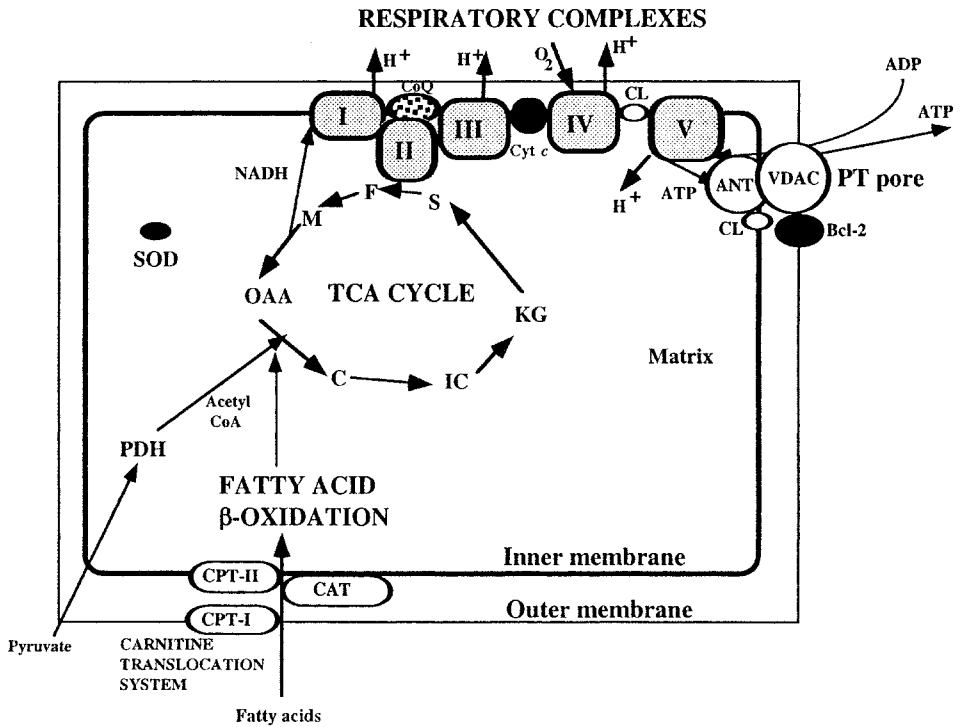 RESPIRATORY COMPLEXES
H+
H+
O2
H+
ADP
ATP
CoQ
CL
I
II
III
Cyt c
IV
V
NADH
F
S
M
H+
ATP
ANT
VDAC
PT pore
CL
Bcl-2
SOD
OAA
TCA CYCLE
KG
Matrix
C
IC
Acetyl
CoA
PDH
FATTY ACID
β-OXIDATION
Inner membrane
CPT-II
CAT
Outer membrane
CPT-I
Pyruvate
CARNITINE
TRANSLOCATION
SYSTEM
Fatty acids